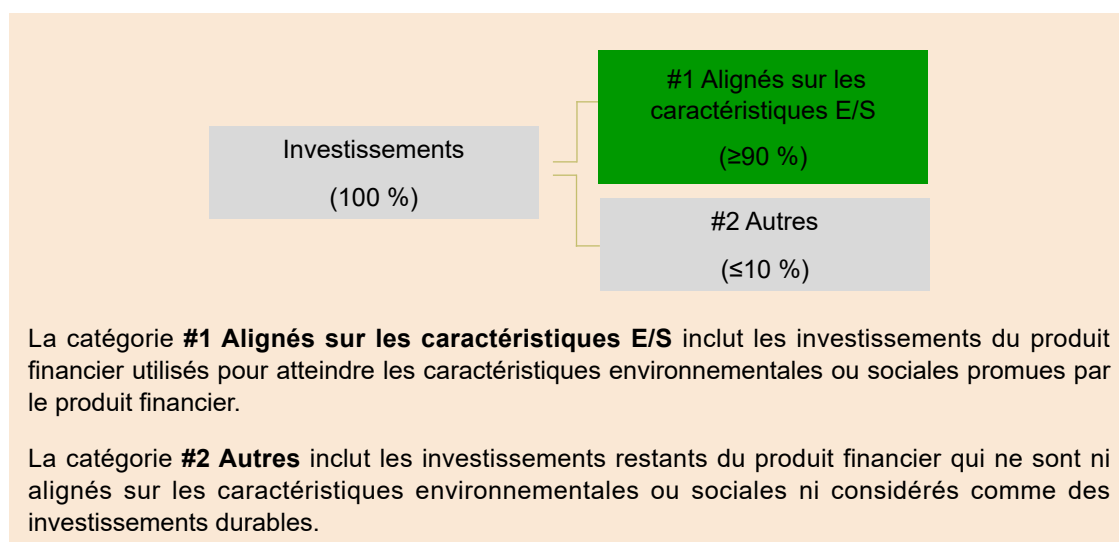 #1 Alignés sur les
caractéristiques E/S
(≥90 %)
Investissements
(100 %)
#2 Autres
(≤10 %)
La catégorie #1 Alignés sur les caractéristiques E/S inclut les investissements du produit
financier utilisés pour atteindre les caractéristiques environnementales ou sociales promues par
le produit financier.
La catégorie #2 Autres inclut les investissements restants du produit financier qui ne sont ni
alignés sur les caractéristiques environnementales ou sociales ni considérés comme des
investissements durables.